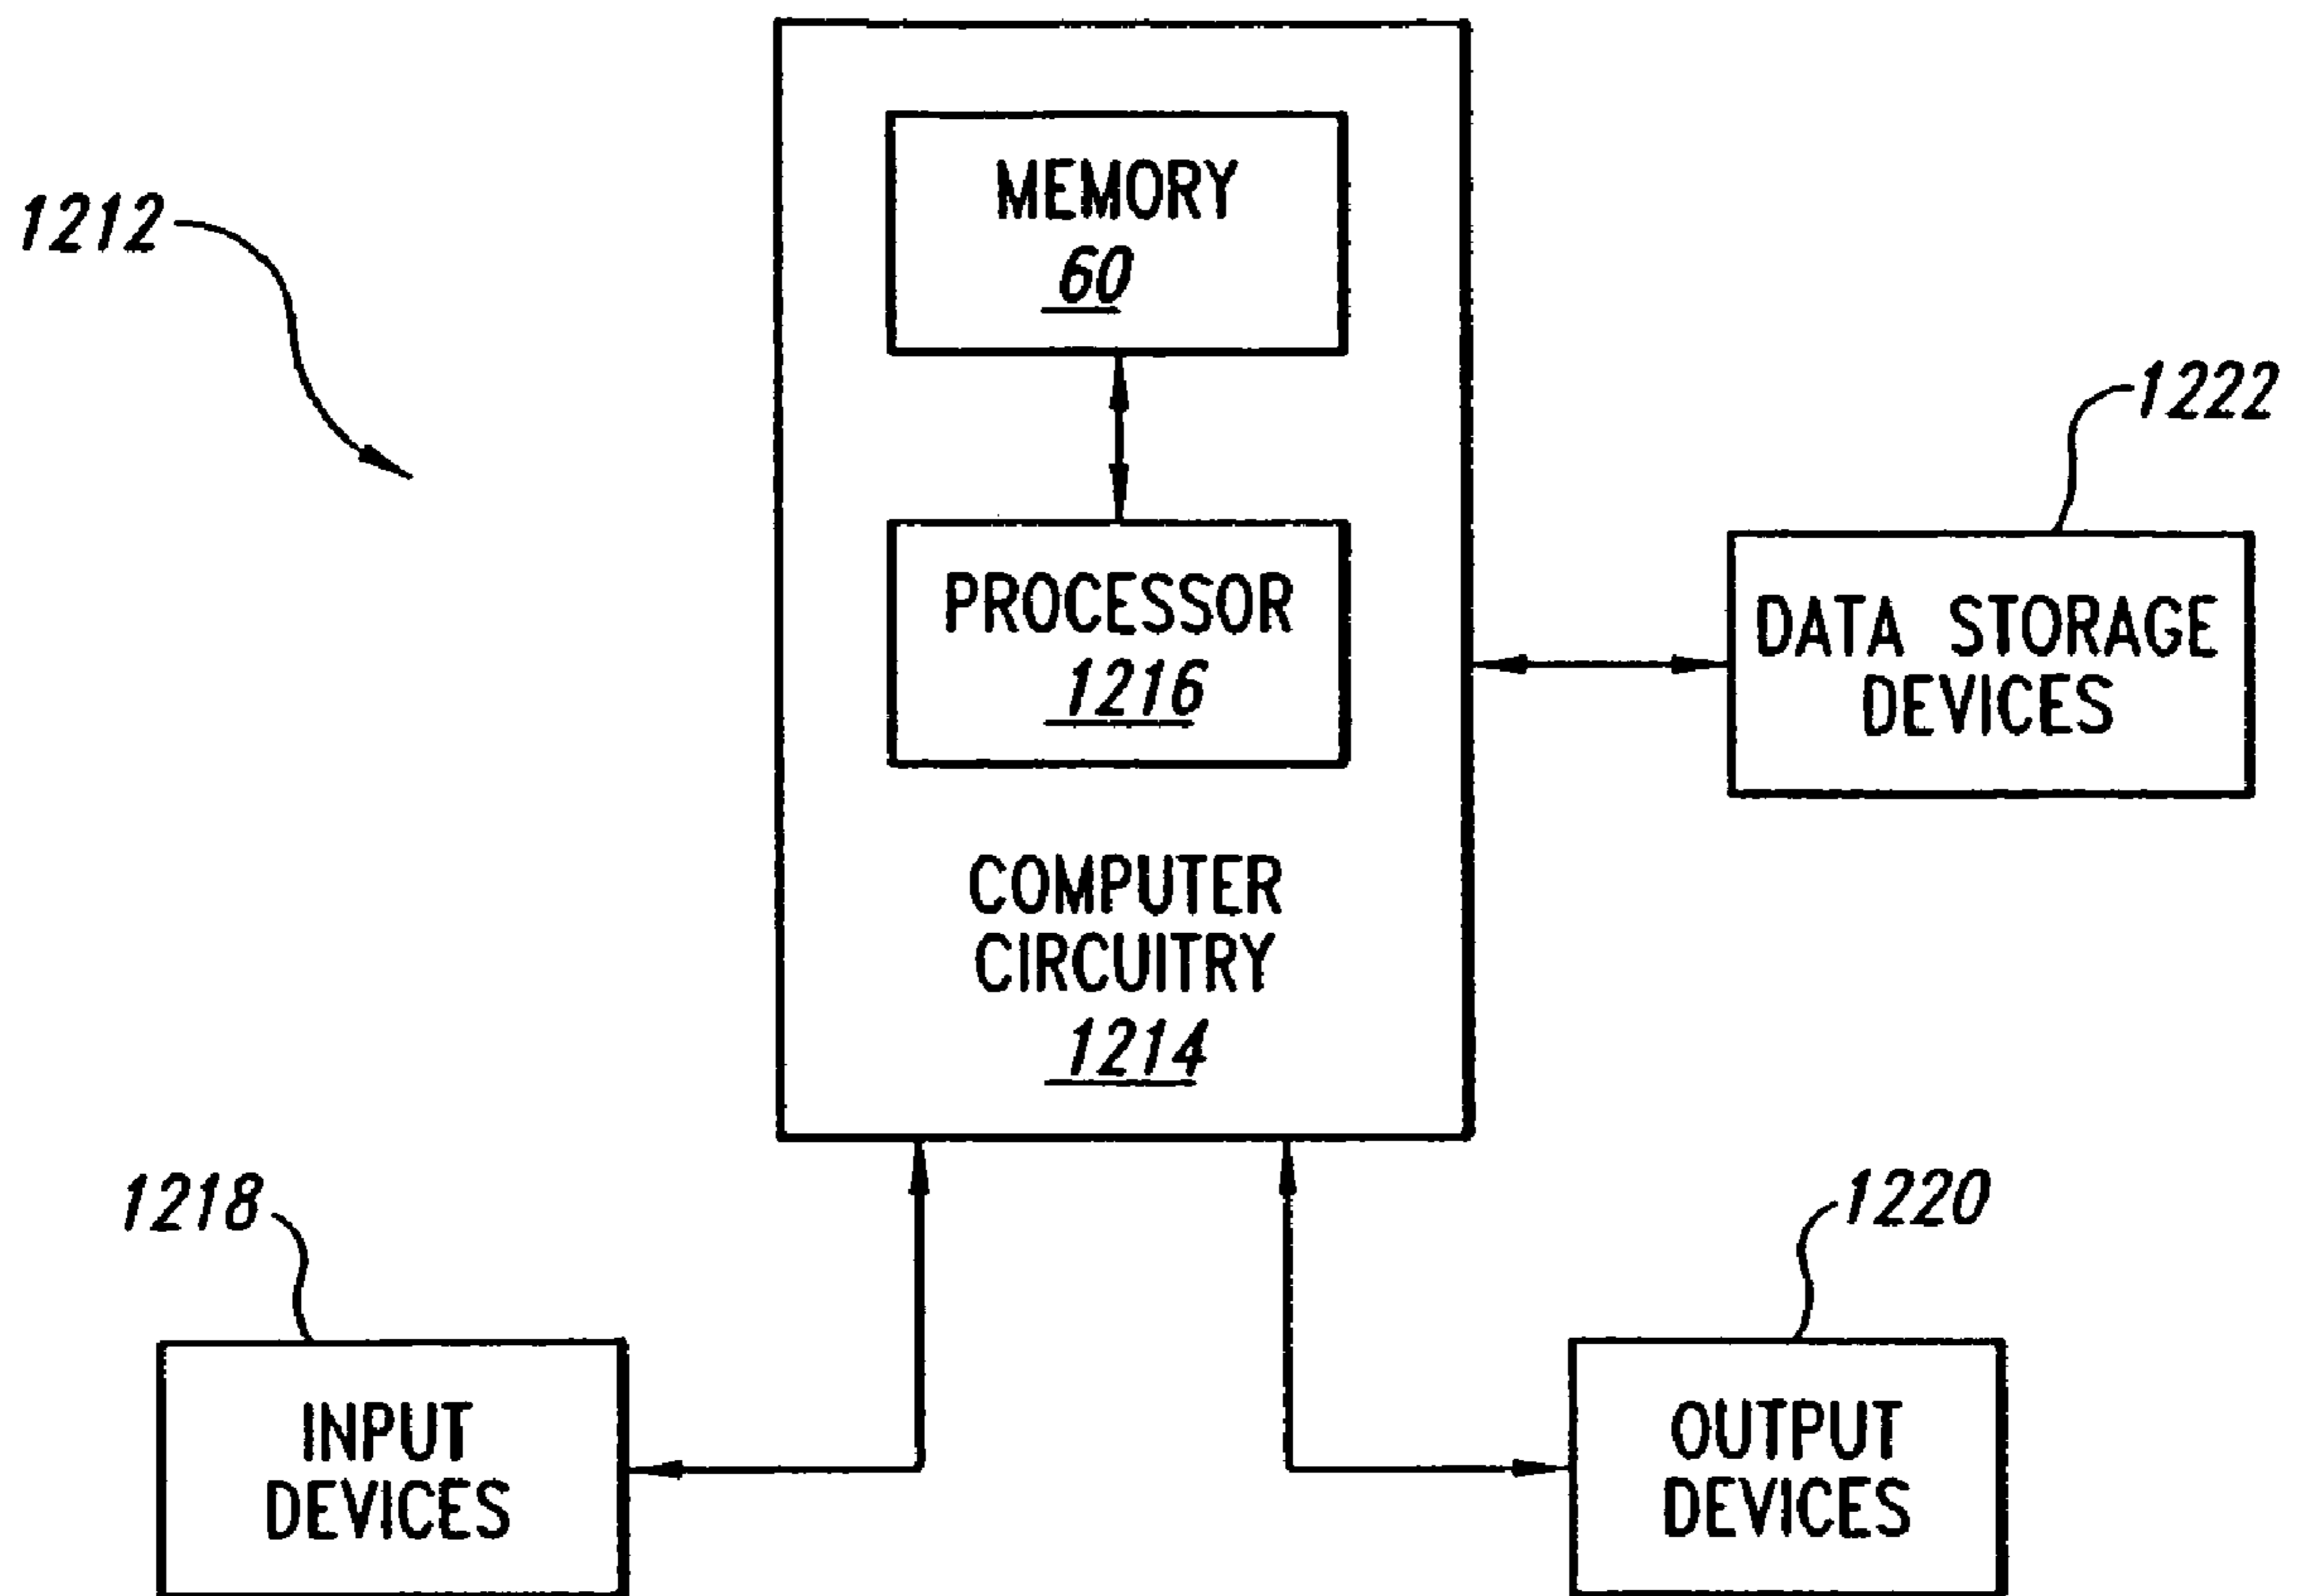 1212
MEMORY
60
1222
PROCESSOR
1216
DATA STORAGE
DEVICES
COMPUTER
CIRCUITRY
1214
1218
1220
INPUT
DEVICES
OUTPUT
DEVICES